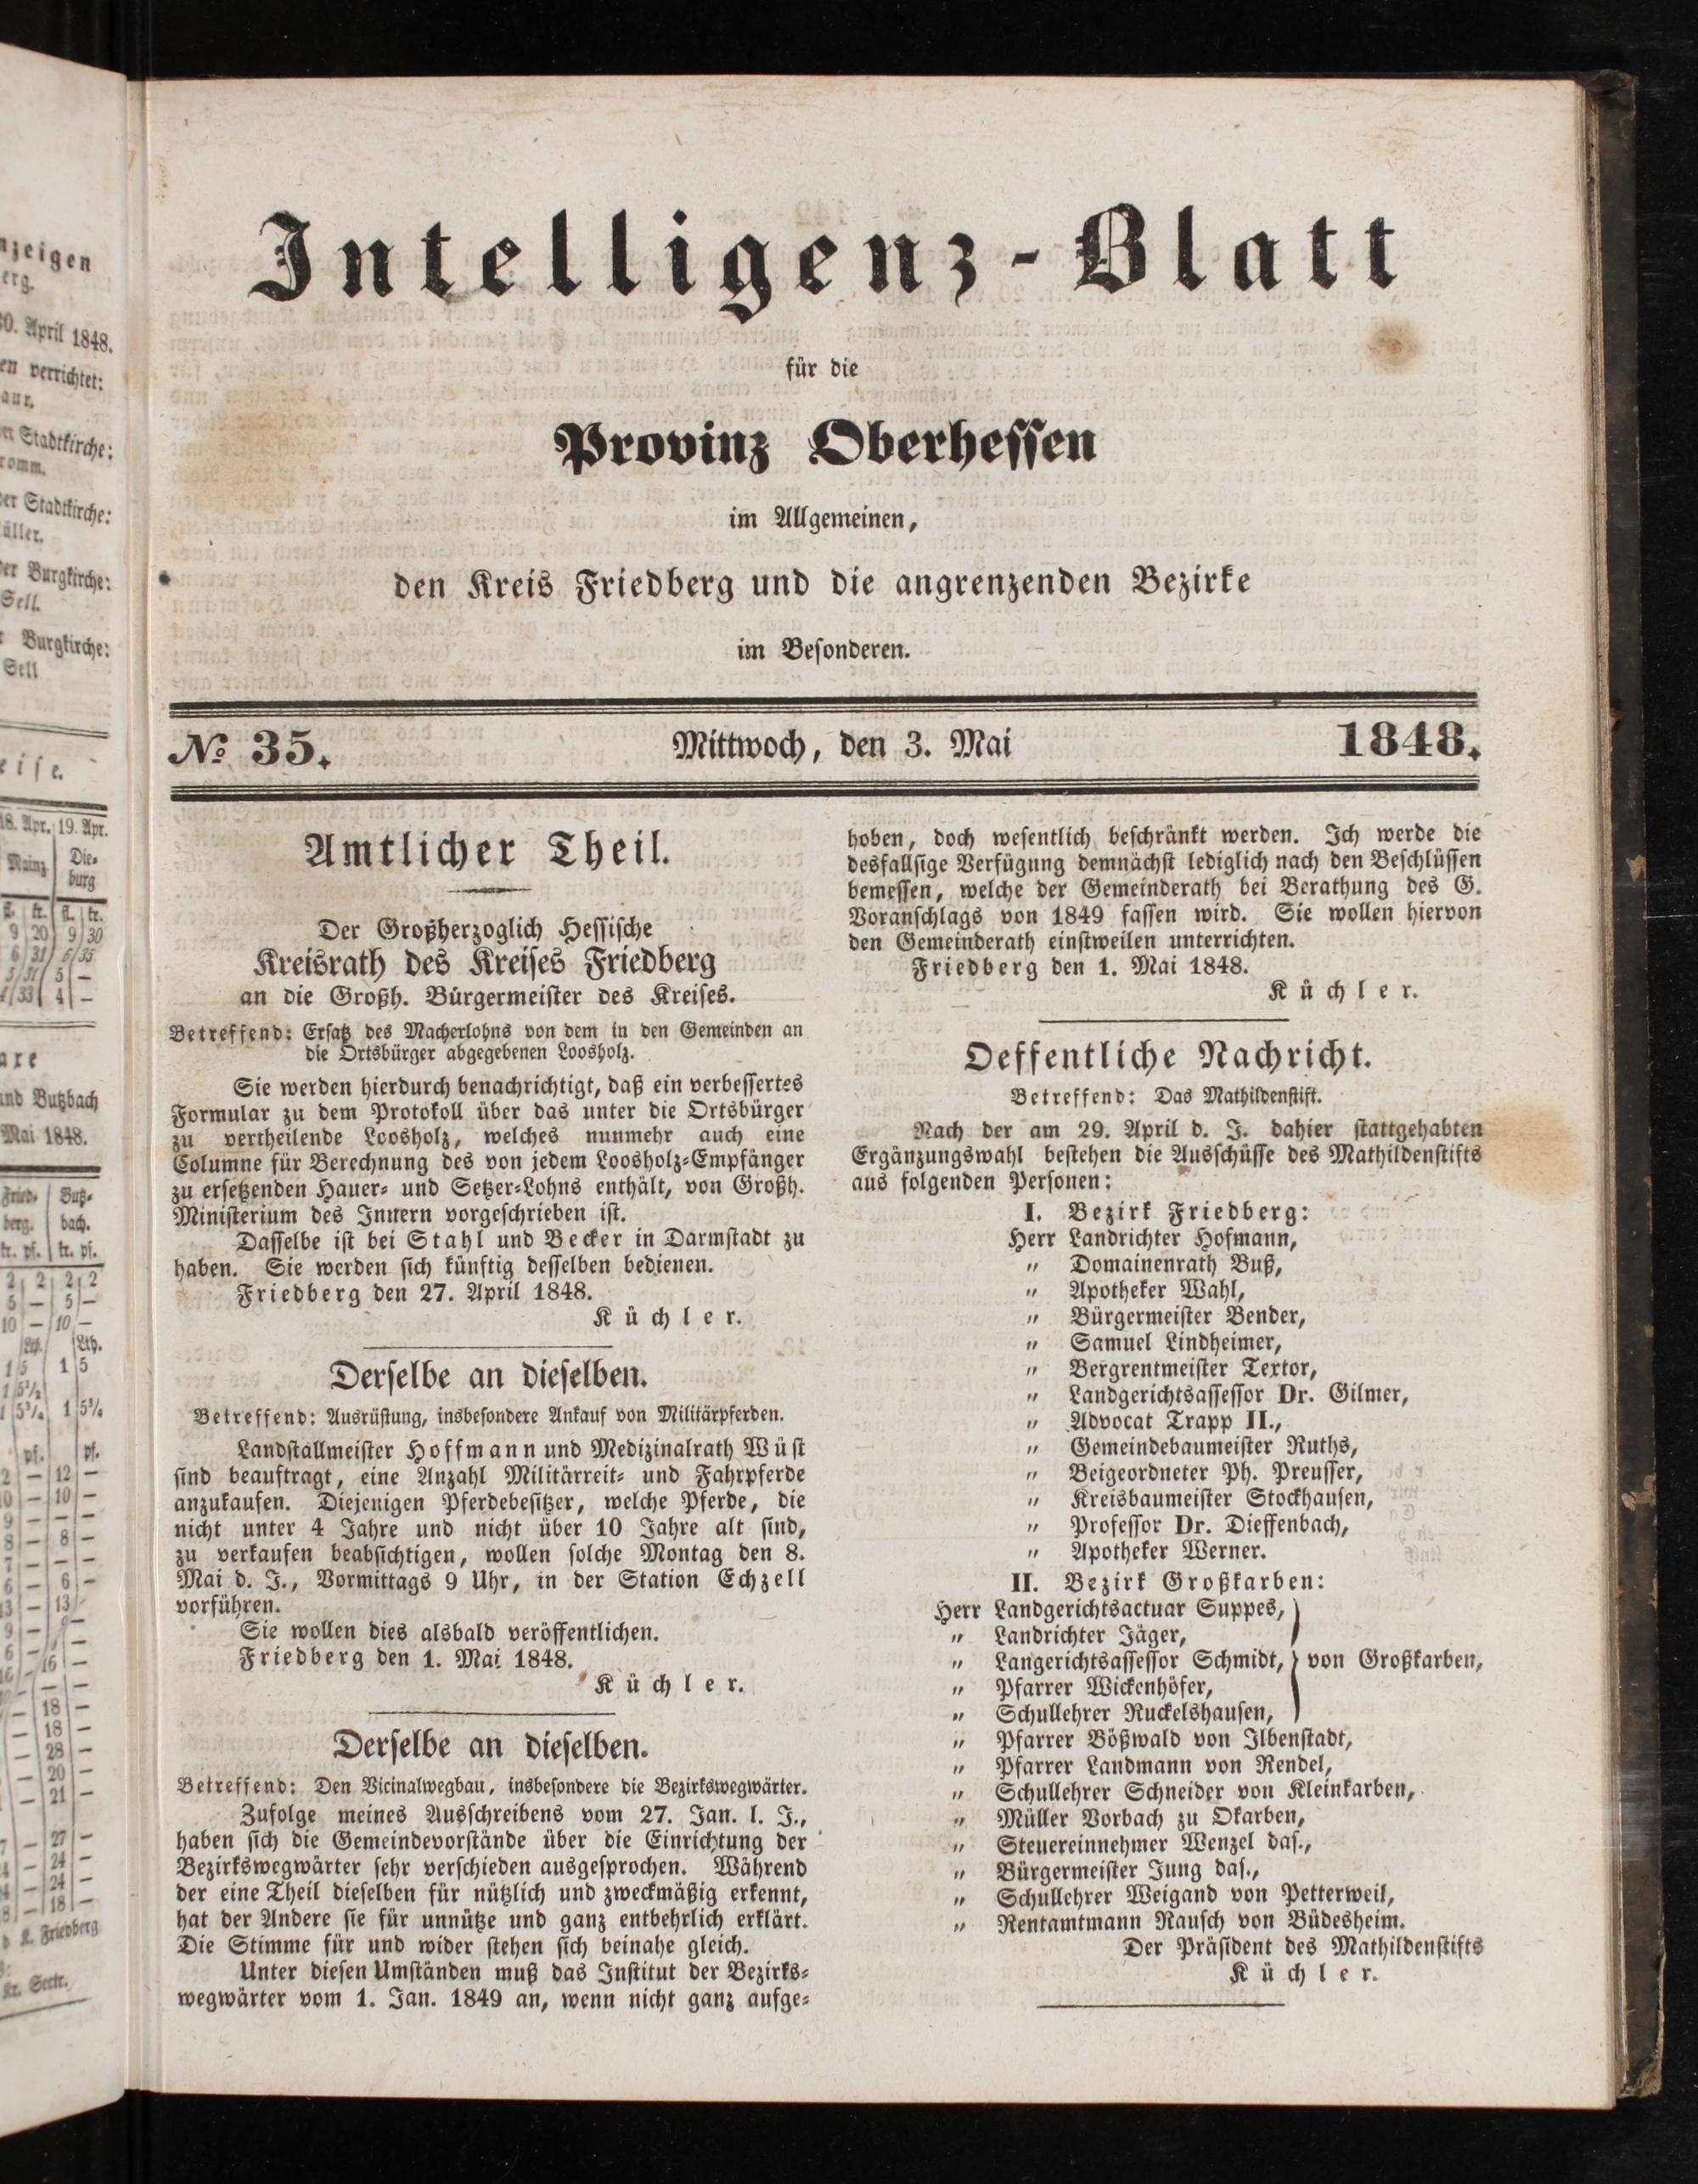 Intelligenz-Blatt
für die
Provinz Oberhessen
im Allgemeinen,
den Kreis Friedberg und die angrenzenden Bezirke
im Besonderen.
№ 35. Mittwoch, den 3. Mai 1848.
Amtlicher Theil.
Der Großherzoglich Hessische
Kreisrath des Kreises Friedberg
an die Großh. Bürgermeister des Kreises.
Betreffend: Ersatz des Macherlohns von dem in den Gemeinden an
die Ortsbürger abgegebenen Loosholz.
Sie werden hierdurch benachrichtigt, daß ein verbessertes
Formular zu dem Protokoll über das unter die Ortsbürger
zu vertheilende Loosholz, welches nunmehr auch eine
Columne für Berechnung des von jedem Loosholz-Empfänger
zu ersetzenden Hauer- und Setzer-Lohns enthält, von Großh.
Ministerium des Innern vorgeschrieben ist.
Dasselbe ist bei Stahl und Becker in Darmstadt zu
haben. Sie werden sich künftig desselben bedienen.
Friedberg den 27. April 1848.
Küchler.
Derselbe an dieselben.
Betreffend: Ausrüstung, insbesondere Ankauf von Militärpferden.
Landstallmeister Hoffmann und Medizinalrath Wüst
sind beauftragt, eine Anzahl Militärreit- und Fahrpferde
anzukaufen. Diejenigen Pferdebesitzer, welche Pferde, die
nicht unter 4 Jahre und nicht über 10 Jahre alt sind,
zu verkaufen beabsichtigen, wollen solche Montag den 8.
Mai d. J., Vormittags 9 Uhr, in der Station Echzell
vorführen.
Sie wollen dies alsbald veröffentlichen.
Friedberg den 1. Mai 1848.
Küchler.
Derselbe an dieselben.
Betreffend: Den Vicinalwegbau, insbesondere die Bezirkswegwärter.
Zufolge meines Ausschreibens vom 27. Jan. l. J.,
haben sich die Gemeindevorstände über die Einrichtung der
Bezirkswegwärter sehr verschieden ausgesprochen. Während
der eine Theil dieselben für nützlich und zweckmäßig erkennt,
hat der Andere sie für unnütze und ganz entbehrlich erklärt.
Die Stimme für und wider stehen sich beinahe gleich.
Unter diesen Umständen muß das Institut der Bezirks-
wegwärter vom 1. Jan. 1849 an, wenn nicht ganz aufge-
hoben, doch wesentlich beschränkt werden. Ich werde die
desfallsige Verfügung demnächst lediglich nach den Beschlüssen
bemessen, welche der Gemeinderath bei Berathung des G.
Voranschlags von 1849 fassen wird. Sie wollen hiervon
den Gemeinderath einstweilen unterrichten.
Friedberg den 1. Mai 1848.
Küchler.
Oeffentliche Nachricht.
Betreffend: Das Mathildenstift.
Nach der am 29. April d. J. dahier stattgehabten
Ergänzungswahl bestehen die Ausschüsse des Mathildenstifts
aus folgenden Personen:
I. Bezirk Friedberg:
Herr Landrichter Hofmann,
" Domainenrath Buß,
" Apotheker Wahl,
" Bürgermeister Bender,
" Samuel Lindheimer,
" Bergrentmeister Textor,
" Landgerichtsassessor Dr. Gilmer,
" Advocat Trapp II.,
" Gemeindebaumeister Ruths,
" Beigeordneter Ph. Preusser,
" Kreisbaumeister Stockhausen,
" Professor Dr. Dieffenbach,
" Apotheker Werner.
II. Bezirk Großkarben:
Herr Landgerichtsactuar Suppes,
" Landrichter Jäger,
" Langerichtsassessor Schmidt, von Großkarben,
" Pfarrer Wickenhöfer,
" Schullehrer Ruckelshausen,
" Pfarrer Bößwald von Ilbenstadt,
" Pfarrer Landmann von Rendel,
" Schullehrer Schneider von Kleinkarben,
" Müller Vorbach zu Okarben,
" Steuereinnehmer Wenzel das.,
" Bürgermeister Jung das.,
" Schullehrer Weigand von Petterweil,
" Rentamtmann Rausch von Büdesheim.
Der Präsident des Mathildenstifts
Küchler.